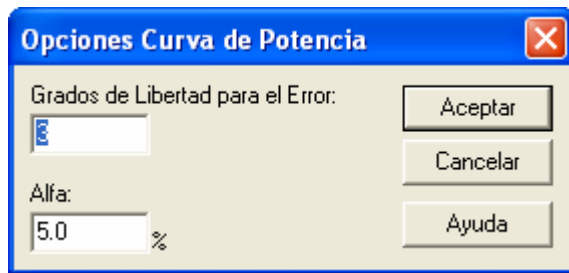 Opciones Curva de Potencia
Grados de Libertad para el Error:
3
Aceptar
Cancelar
Alfa:
5.0 %
Ayuda